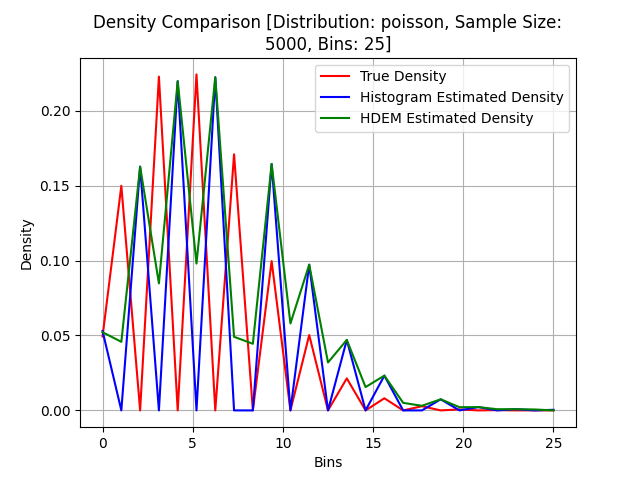 Density Comparison [Distribution: poisson, Sample Size:
5000, Bins: 25]
True Density
Histogram Estimated Density
HDEM Estimated Density
Density
0.20
0.15
0.10
0.05
0.00
0 5 10 15 20 25
Bins